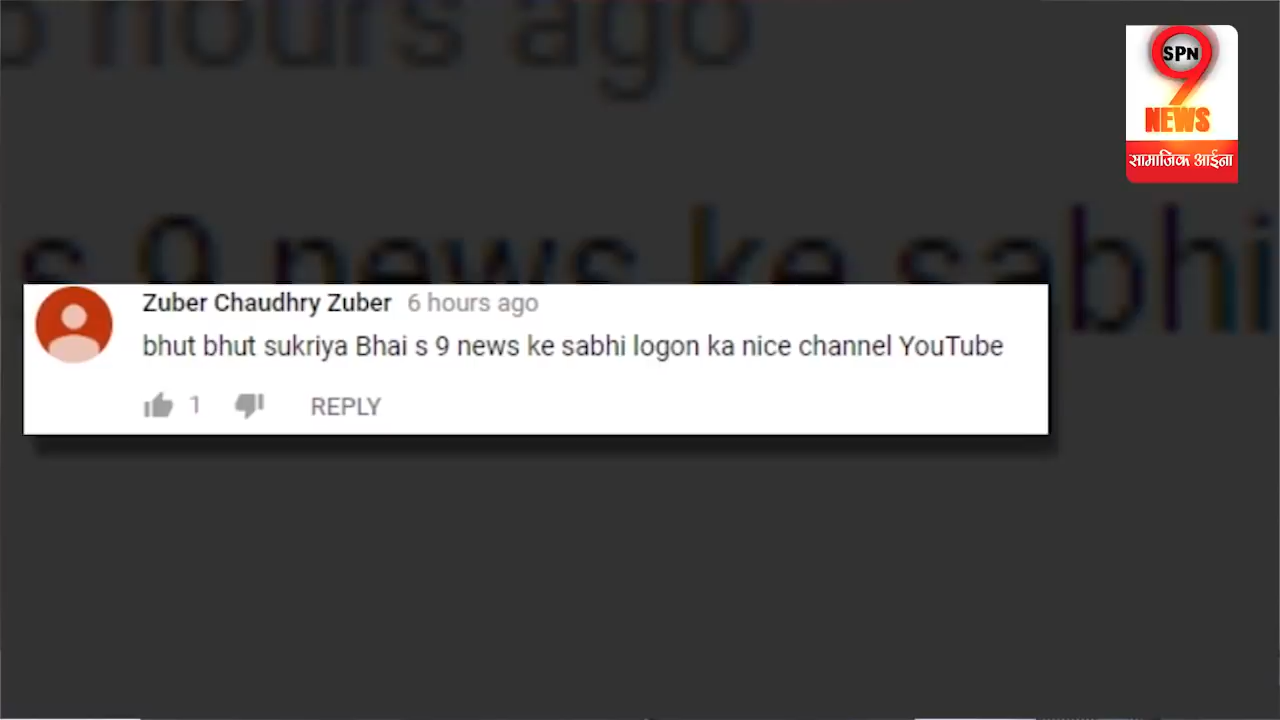 6 hours ago
SPN
9
NEWS
सामाजिक आईना
s 9 news ke sabhi
Zuber Chaudhry Zuber 6 hours ago
bhut bhut sukriya Bhai s 9 news ke sabhi logon ka nice channel YouTube
1
REPLY